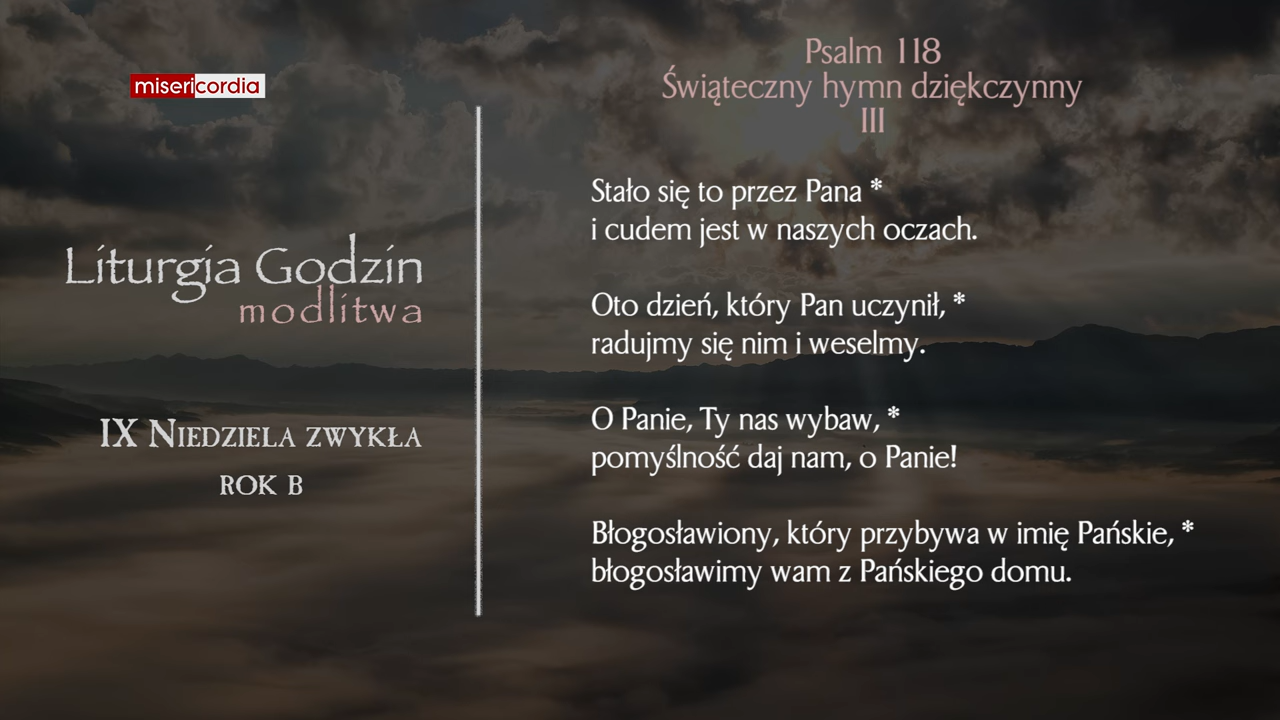 misericordia
Liturgia Godzin
modlitwa
IX Niedziela zwykła
rok B
Psalm 118
Świąteczny hymn dziękczynny
III
Stało się to przez Pana *
i cudem jest w naszych oczach.
Oto dzień, który Pan uczynił, *
radujmy się nim i weselmy.
O Panie, Ty nas wybaw, *
pomyślność daj nam, o Panie!
Błogosławiony, który przybywa w imię Pańskie, *
błogosławimy wam z Pańskiego domu.